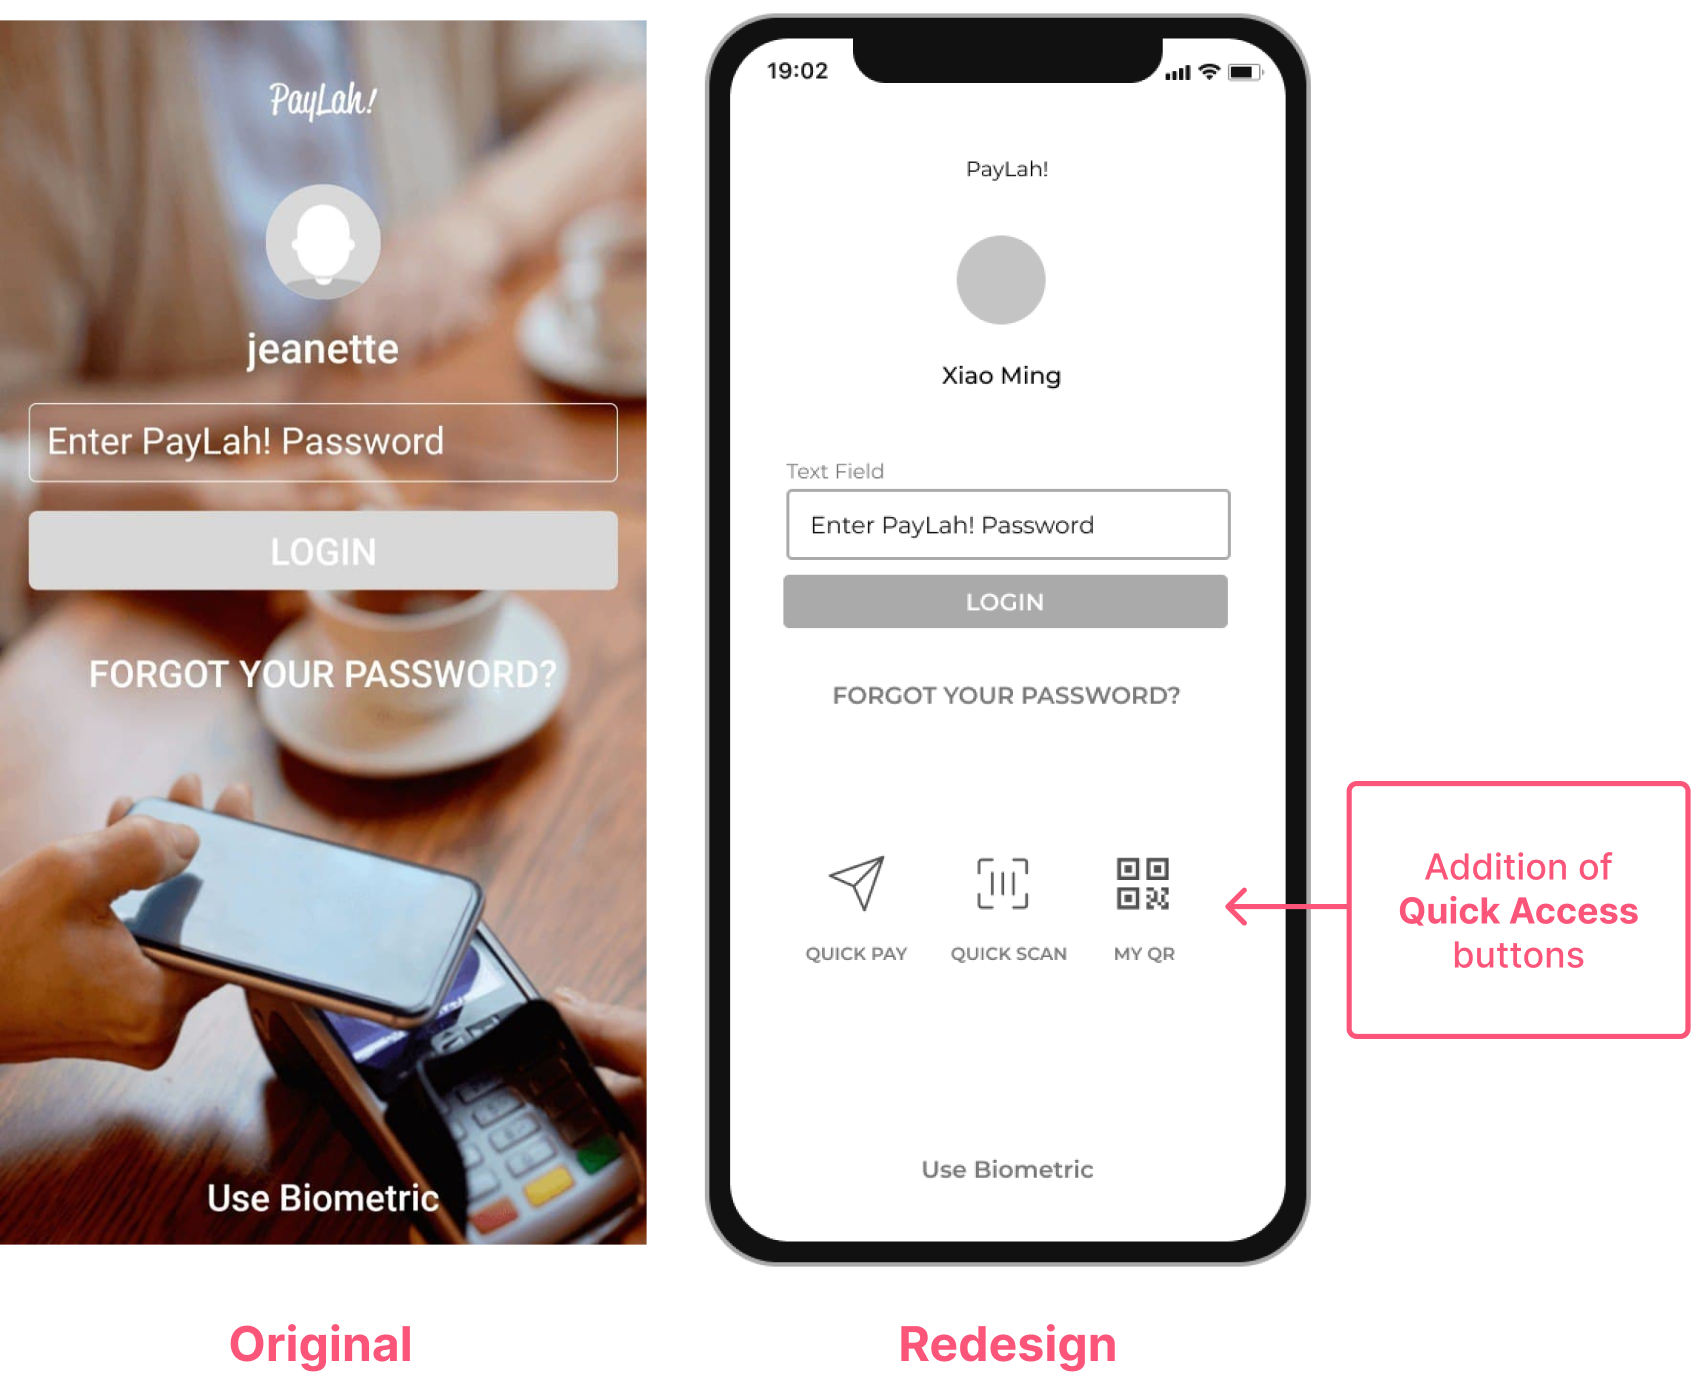 PayLah!
jeanette
Enter PayLah! Password
LOGIN
FORGOT YOUR PASSWORD?
Use Biometric
Original
19:02
PayLah!
Xiao Ming
Text Field
Enter PayLah! Password
LOGIN
FORGOT YOUR PASSWORD?
QUICK PAY
QUICK SCAN
MY QR
Use Biometric
Redesign
Addition of
Quick Access
buttons